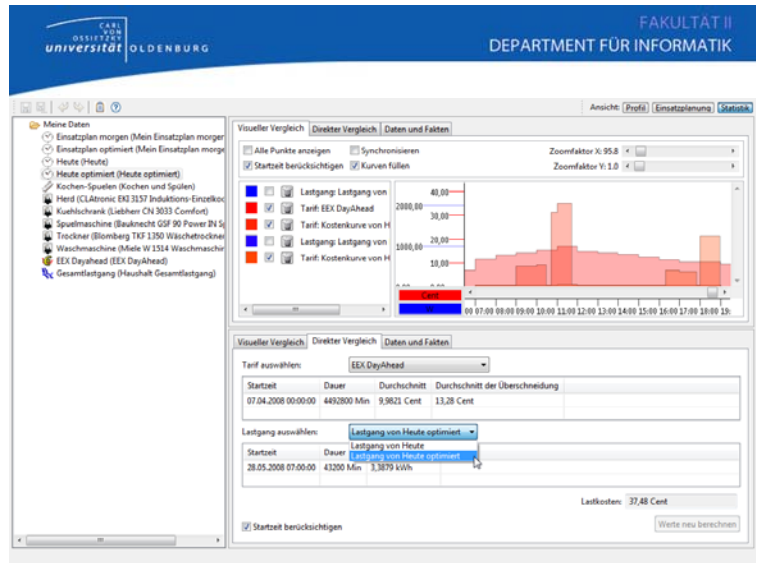 CARL
VON
OSSIETZKY
universität OLDENBURG
FAKULTÄT II
DEPARTMENT FÜR INFORMATIK
Ansicht: Profil Einsatzplanung Statistik
Meine Daten
Einsatzplan morgen (Mein Einsatzplan morger
Einsatzplan optimiert (Mein Einsatzplan morge
Heute (Heute)
Heute optimiert (Heute optimiert)
Kochen-Spuelen (Kochen und Spülen)
Herd (CLAtronic EKI 3157 Induktions-Einzelkoc
Kuehlschrank (Liebherr CN 3033 Comfort)
Spuelmaschine (Bauknecht GSF 90 Power IN S
Trockner (Blomberg TKF 1350 Wäschetrockner
Waschmaschine (Miele W 1514 Waschmaschir
EEX DayAhead (EEX DayAhead)
Gesamtlastgang (Haushalt Gesamtlastgang)
Visueller Vergleich Direkter Vergleich Daten und Fakten
Alle Punkte anzeigen Synchronisieren Zoomfaktor X: 95.8
Startzeit berücksichtigen Kurven füllen Zoomfaktor Y: 1.0
Lastgang: Lastgang von
Tarif: EEX DayAhead
Tarif: Kostenkurve von H
Lastgang: Lastgang von
Tarif: Kostenkurve von H
40,00
2000,00
30,00
20,00
1000,00
10,00
Cent
00 07:00 08:00 09:00 10:00 11:00 12:00 13:00 14:00 15:00 16:00 17:00 18:00 19:
Visueller Vergleich Direkter Vergleich Daten und Fakten
Tarif auswählen: EEX DayAhead
Startzeit Dauer Durchschnitt Durchschnitt der Überschneidung
07.04.2008 00:00:00 4492800 Min 9,9821 Cent 13,28 Cent
Lastgang auswählen: Lastgang von Heute optimiert
Lastgang von Heute
Startzeit Dauer Lastgang von Heute optimiert
28.05.2008 07:00:00 43200 Min 3,3879 kWh
Lastkosten: 37,48 Cent
Startzeit berücksichtigen Werte neu berechnen